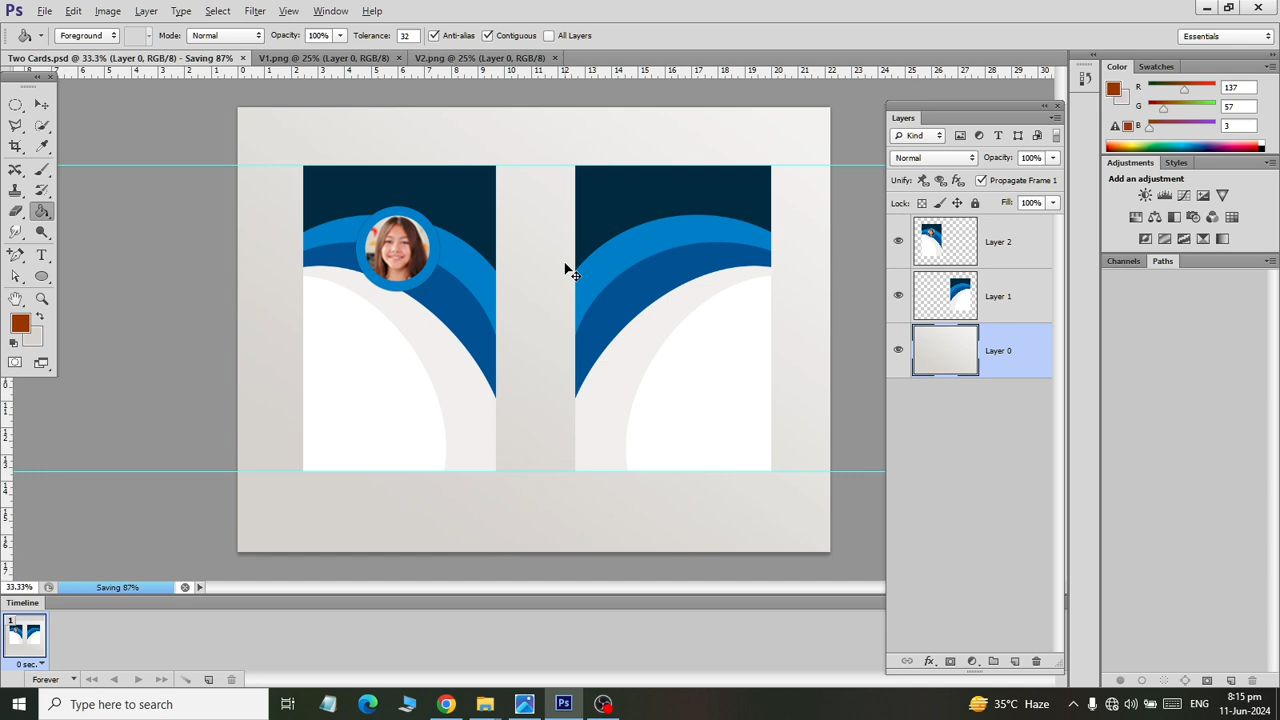 Ps File Edit Image Layer Type Select Filter View Window Help
Foreground Mode: Normal Opacity: 100% Tolerance: 32 Anti-alias Contiguous All Layers Essentials
Two Cards.psd @ 33.3% (Layer 0, RGB/8) - Saving 87% × V1.png @ 25% (Layer 0, RGB/8) × V2.png @ 25% (Layer 0, RGB/8) ×
Color Swatches
R 137
G 57
B 3
Adjustments Styles
Add an adjustment
Channels Paths
Layers
Kind
Normal Opacity: 100%
Unify: Propagate Frame 1
Lock: Fill: 100%
Layer 2
Layer 1
Layer 0
fx
33.33% Saving 87%
Timeline
1
0 sec.
Forever
Type here to search
Ps
35°C Haze
ENG
8:15 pm
11-Jun-2024